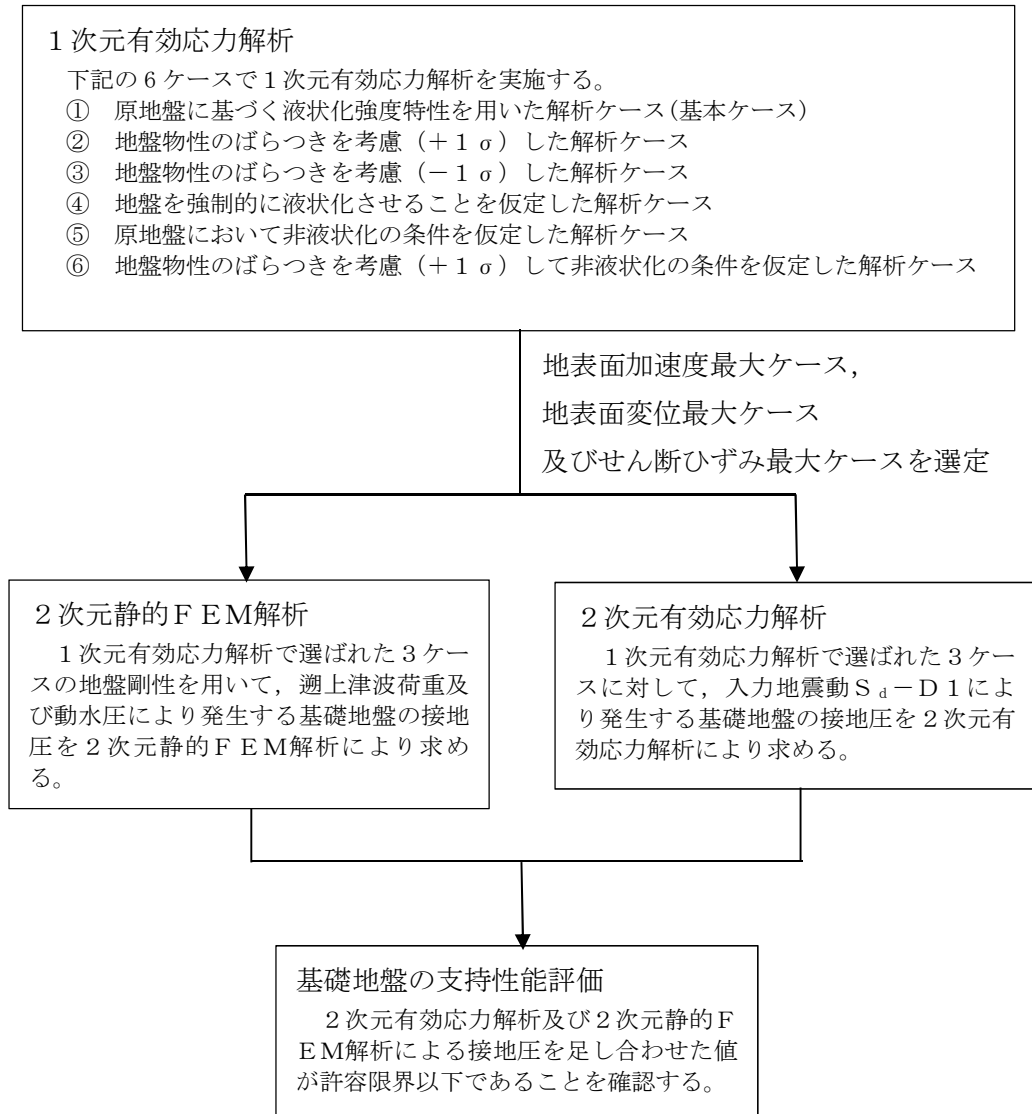 １次元有効応力解析
下記の６ケースで１次元有効応力解析を実施する。
① 原地盤に基づく液状化強度特性を用いた解析ケース(基本ケース)
② 地盤物性のばらつきを考慮（＋１σ）した解析ケース
③ 地盤物性のばらつきを考慮（－１σ）した解析ケース
④ 地盤を強制的に液状化させることを仮定した解析ケース
⑤ 原地盤において非液状化の条件を仮定した解析ケース
⑥ 地盤物性のばらつきを考慮（＋１σ）して非液状化の条件を仮定した解析ケース
地表面加速度最大ケース，
地表面変位最大ケース
及びせん断ひずみ最大ケースを選定
２次元静的ＦＥＭ解析
１次元有効応力解析で選ばれた３ケー
スの地盤剛性を用いて，遡上津波荷重及
び動水圧により発生する基礎地盤の接地
圧を２次元静的ＦＥＭ解析により求め
る。
２次元有効応力解析
１次元有効応力解析で選ばれた３ケー
スに対して，入力地震動Ｓｄ－Ｄ１によ
り発生する基礎地盤の接地圧を２次元有
効応力解析により求める。
基礎地盤の支持性能評価
２次元有効応力解析及び２次元静的Ｆ
ＥＭ解析による接地圧を足し合わせた値
が許容限界以下であることを確認する。